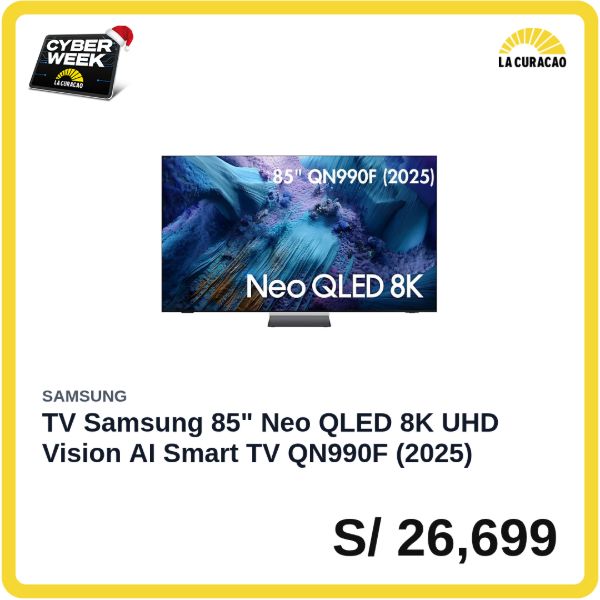 CYBER
WEEK
LA CURACAO
LA CURACAO
85" QN990F (2025)
Neo QLED 8K
SAMSUNG
TV Samsung 85" Neo QLED 8K UHD
Vision AI Smart TV QN990F (2025)
S/ 26,699